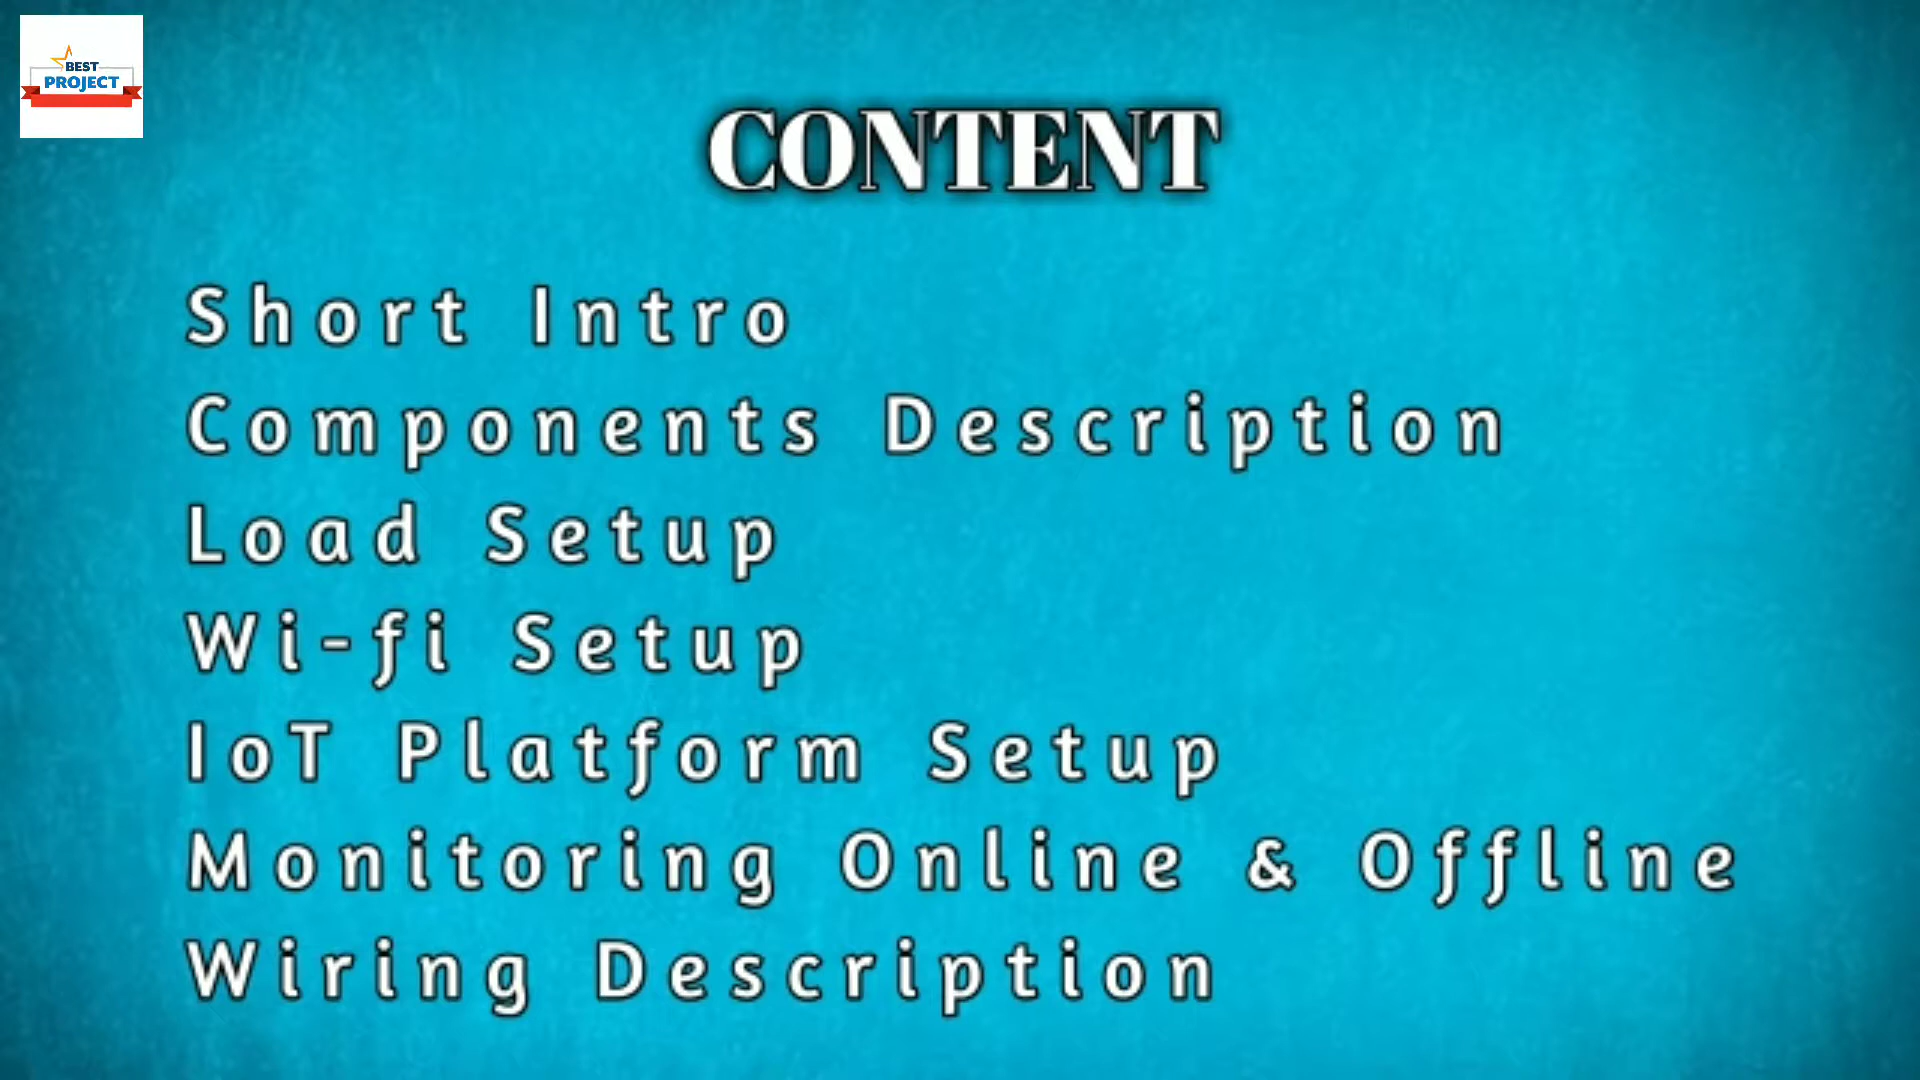 BEST
PROJECT
CONTENT
Short Intro
Components Description
Load Setup
Wi-fi Setup
IoT Platform Setup
Monitoring Online & Offline
Wiring Description